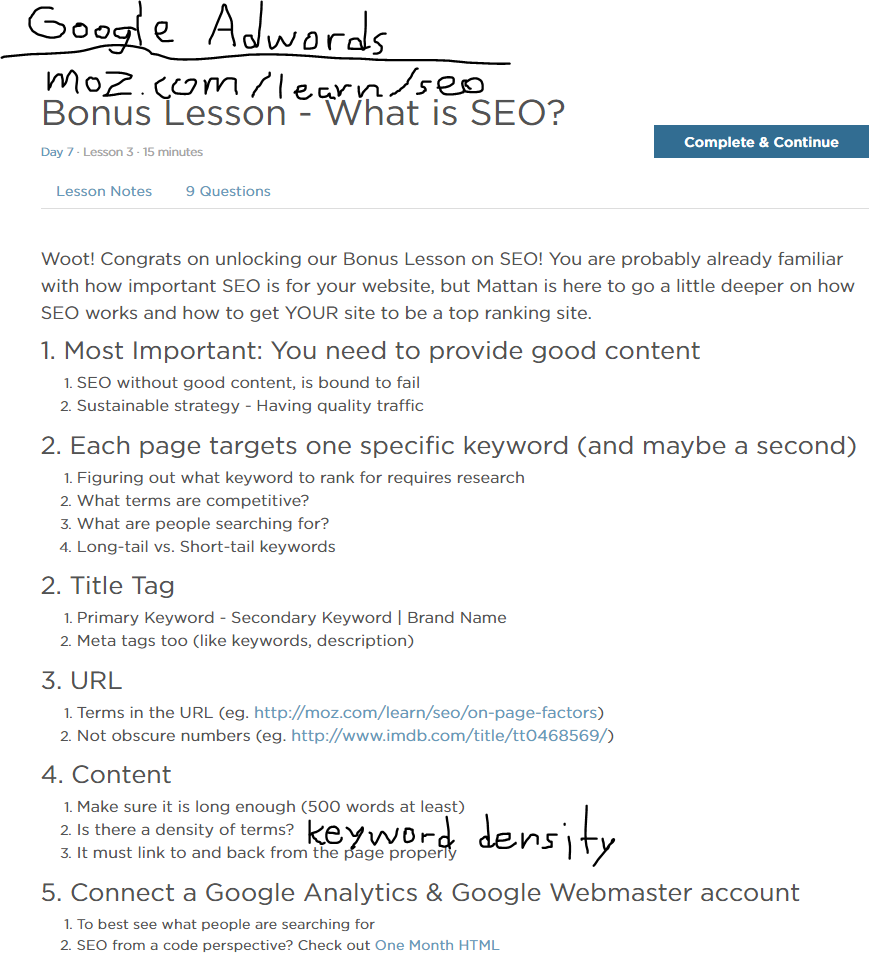 Google Adwords
moz.com/learn/seo
Bonus Lesson - What is SEO?
Complete & Continue
Day 7 · Lesson 3 · 15 minutes
Lesson Notes 9 Questions
Woot! Congrats on unlocking our Bonus Lesson on SEO! You are probably already familiar
with how important SEO is for your website, but Mattan is here to go a little deeper on how
SEO works and how to get YOUR site to be a top ranking site.
1. Most Important: You need to provide good content
1. SEO without good content, is bound to fail
2. Sustainable strategy - Having quality traffic
2. Each page targets one specific keyword (and maybe a second)
1. Figuring out what keyword to rank for requires research
2. What terms are competitive?
3. What are people searching for?
4. Long-tail vs. Short-tail keywords
2. Title Tag
1. Primary Keyword - Secondary Keyword | Brand Name
2. Meta tags too (like keywords, description)
3. URL
1. Terms in the URL (eg. http://moz.com/learn/seo/on-page-factors)
2. Not obscure numbers (eg. http://www.imdb.com/title/tt0468569/)
4. Content
1. Make sure it is long enough (500 words at least)
2. Is there a density of terms? keyword density
3. It must link to and back from the page properly
5. Connect a Google Analytics & Google Webmaster account
1. To best see what people are searching for
2. SEO from a code perspective? Check out One Month HTML